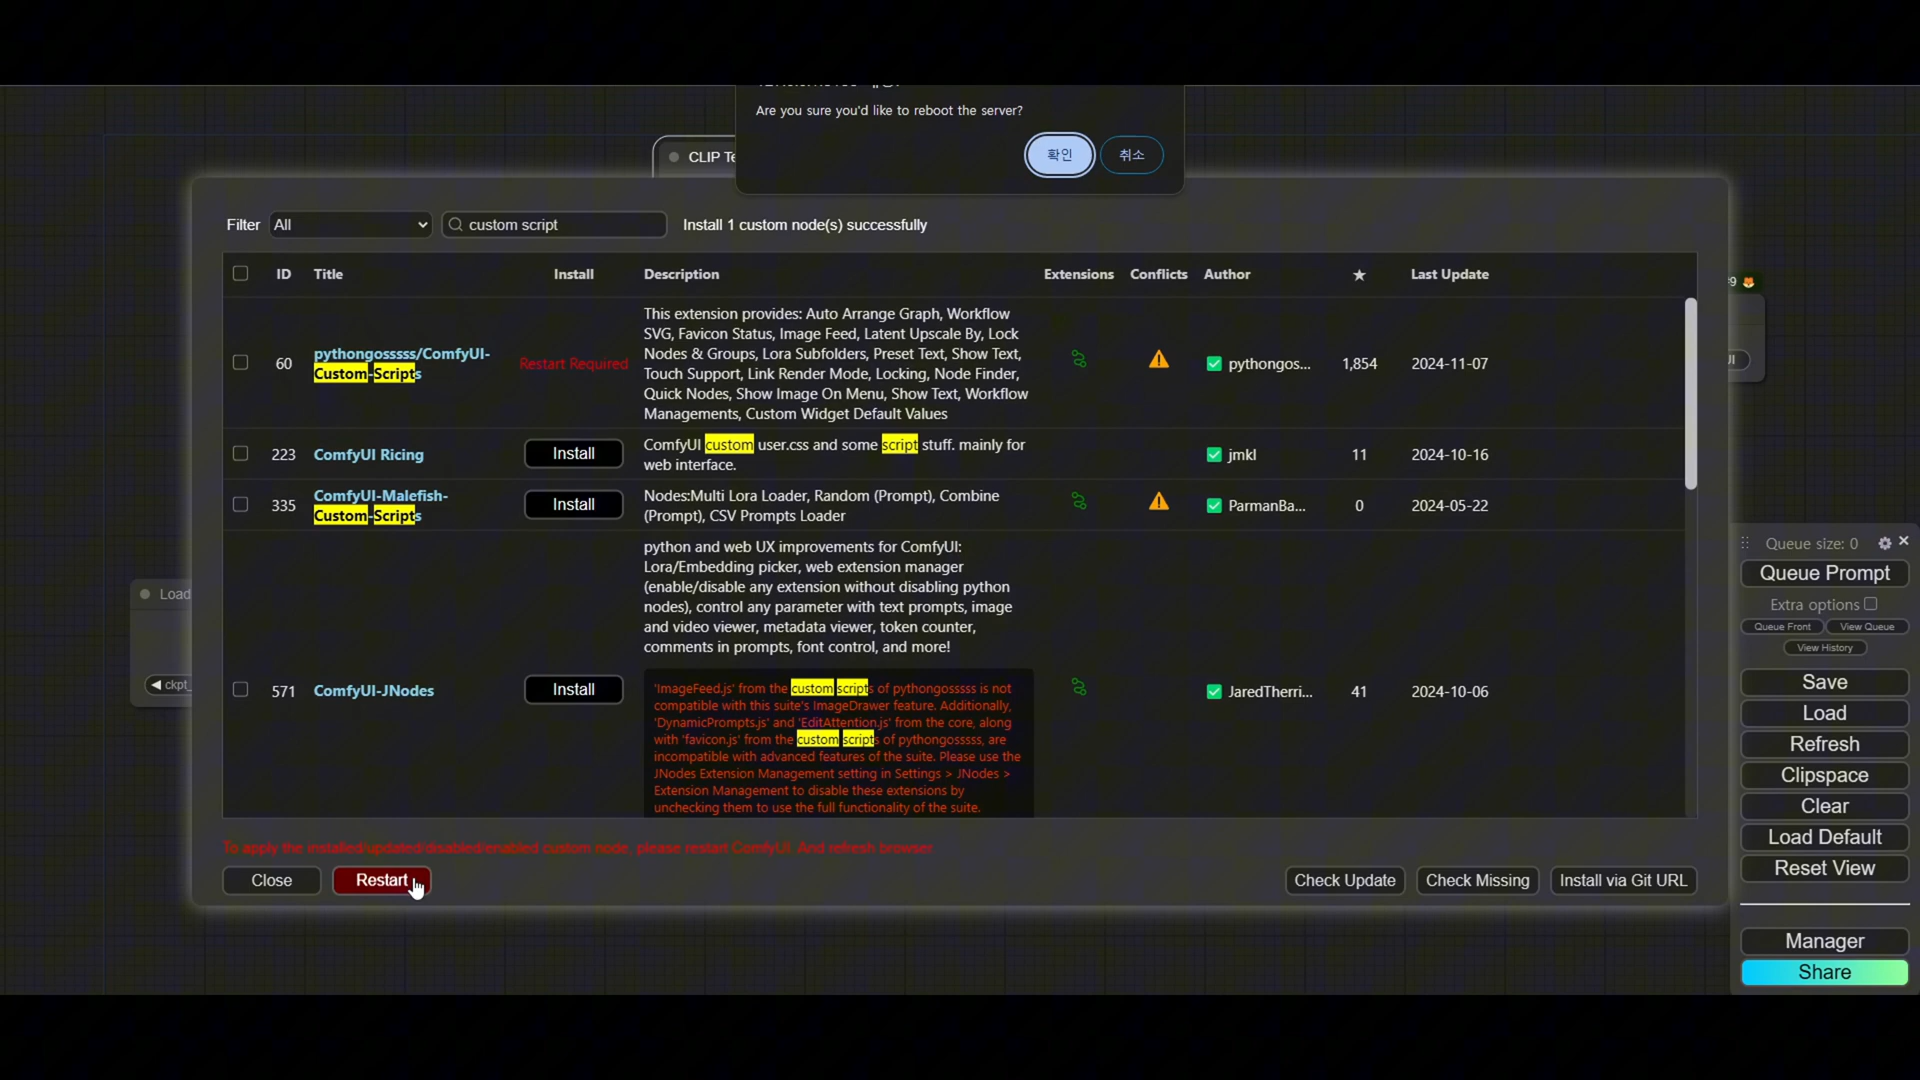 Are you sure you'd like to reboot the server?
확인
취소
CLIP Te
Filter
All
custom script
Install 1 custom node(s) successfully
ID
Title
Install
Description
Extensions
Conflicts
Author
★
Last Update
60
pythongosssss/ComfyUI-
Custom-Scripts
Restart Required
This extension provides: Auto Arrange Graph, Workflow
SVG, Favicon Status, Image Feed, Latent Upscale By, Lock
Nodes & Groups, Lora Subfolders, Preset Text, Show Text,
Touch Support, Link Render Mode, Locking, Node Finder,
Quick Nodes, Show Image On Menu, Show Text, Workflow
Managements, Custom Widget Default Values
pythongos...
1,854
2024-11-07
223
ComfyUI Ricing
Install
ComfyUI custom user.css and some script stuff. mainly for
web interface.
jmkl
11
2024-10-16
335
ComfyUI-Malefish-
Custom-Scripts
Install
Nodes:Multi Lora Loader, Random (Prompt), Combine
(Prompt), CSV Prompts Loader
ParmanBa...
0
2024-05-22
571
ComfyUI-JNodes
Install
python and web UX improvements for ComfyUI:
Lora/Embedding picker, web extension manager
(enable/disable any extension without disabling python
nodes), control any parameter with text prompts, image
and video viewer, metadata viewer, token counter,
comments in prompts, font control, and more!
'ImageFeed.js' from the custom scripts of pythongosssss is not
compatible with this suite's ImageDrawer feature. Additionally,
'DynamicPrompts.js' and 'EditAttention.js' from the core, along
with 'favicon.js' from the custom scripts of pythongosssss, are
incompatible with advanced features of the suite. Please use the
JNodes Extension Management setting in Settings > JNodes >
Extension Management to disable these extensions by
unchecking them to use the full functionality of the suite.
JaredTherri...
41
2024-10-06
To apply the installed/updated/disabled/enabled custom node, please restart ComfyUI. And refresh browser.
Close
Restart
Check Update
Check Missing
Install via Git URL
Load
ckpt_
Queue size: 0
Queue Prompt
Extra options
Queue Front
View Queue
View History
Save
Load
Refresh
Clipspace
Clear
Load Default
Reset View
Manager
Share